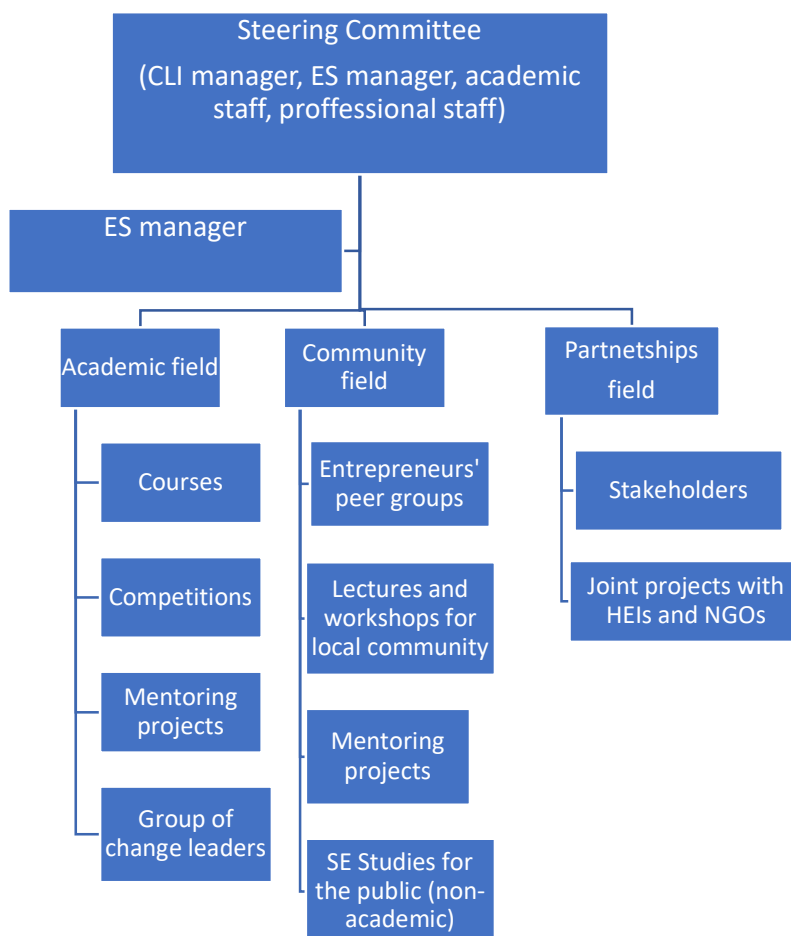 Steering Committee
(CLI manager, ES manager, academic
staff, proffessional staff)
ES manager
Academic field
Courses
Competitions
Mentoring
projects
Group of
change leaders
Community
field
Entrepreneurs'
peer groups
Lectures and
workshops for
local community
Mentoring
projects
SE Studies for
the public (non-
academic)
Partnetships
field
Stakeholders
Joint projects with
HEIs and NGOs